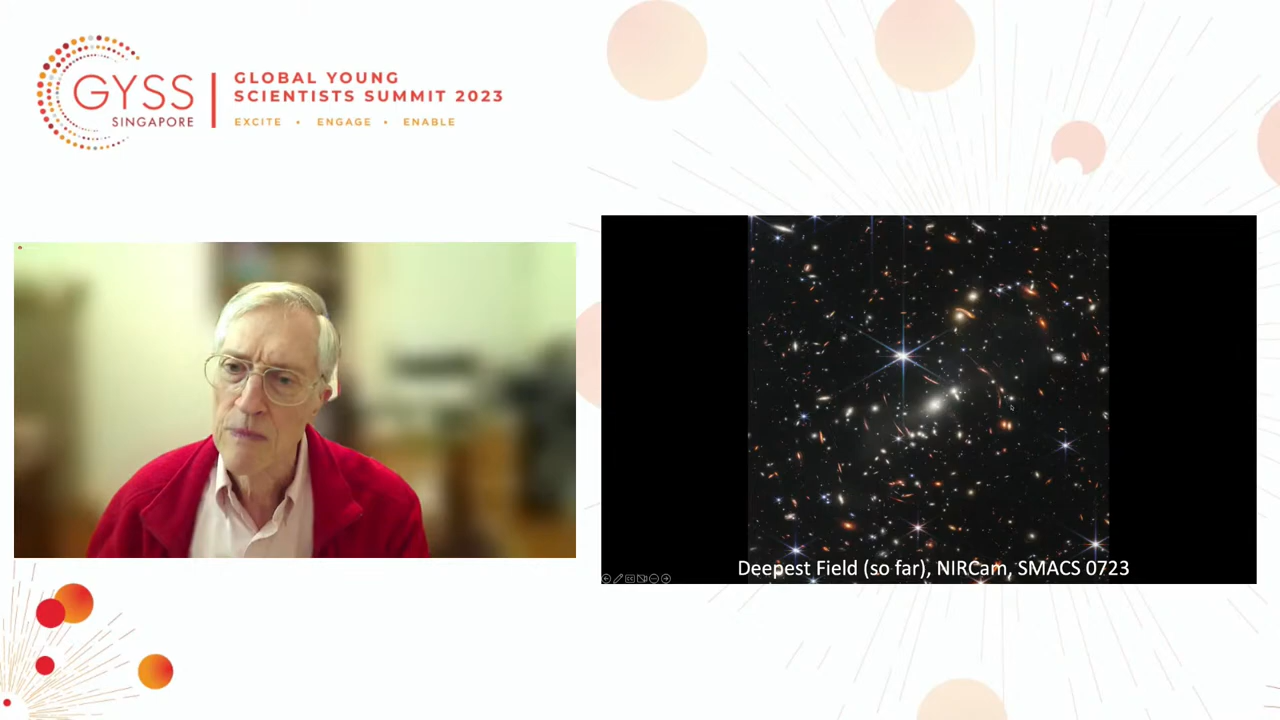 GYSS
SINGAPORE
GLOBAL YOUNG
SCIENTISTS SUMMIT 2023
EXCITE • ENGAGE • ENABLE
Deepest Field (so far), NIRCam, SMACS 0723